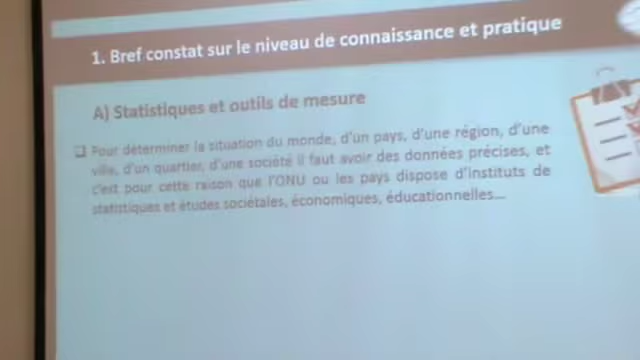 1. Bref constat sur le niveau de connaissance et pratique
A) Statistiques et outils de mesure
❑ Pour déterminer la situation du monde, d'un pays, d'une région, d'une
ville, d'un quartier, d'une société il faut avoir des données précises, et
c'est pour cette raison que l'ONU ou les pays dispose d'instituts de
statistiques et études sociétales, économiques, éducationnelles...